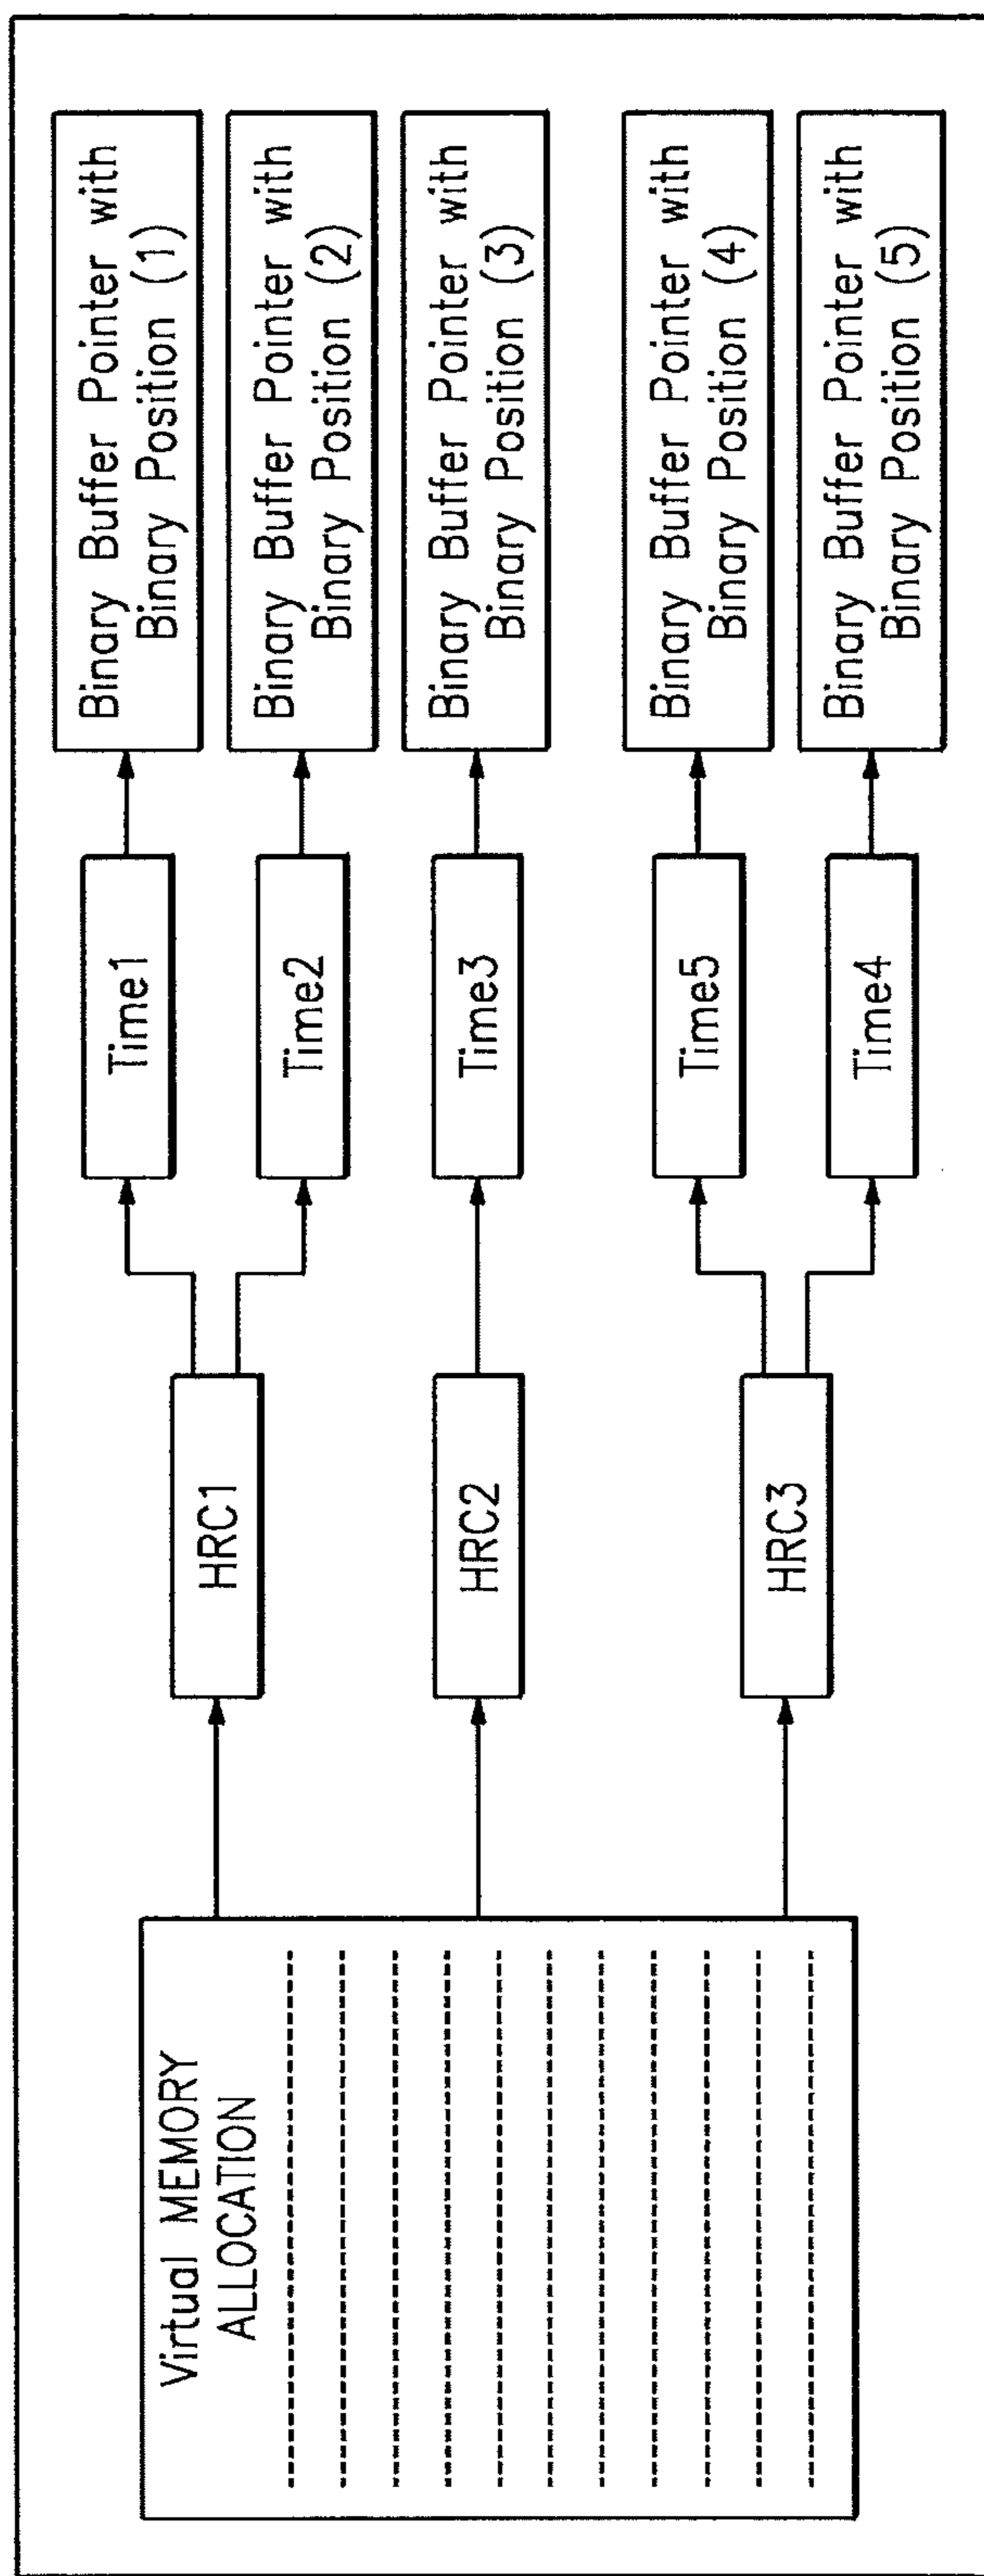 Virtual MEMORY
ALLOCATION
HRC1
HRC2
HRC3
Time1
Time2
Time3
Time5
Time4
Binary Buffer Pointer with
Binary Position (1)
Binary Buffer Pointer with
Binary Position (2)
Binary Buffer Pointer with
Binary Position (3)
Binary Buffer Pointer with
Binary Position (4)
Binary Buffer Pointer with
Binary Position (5)